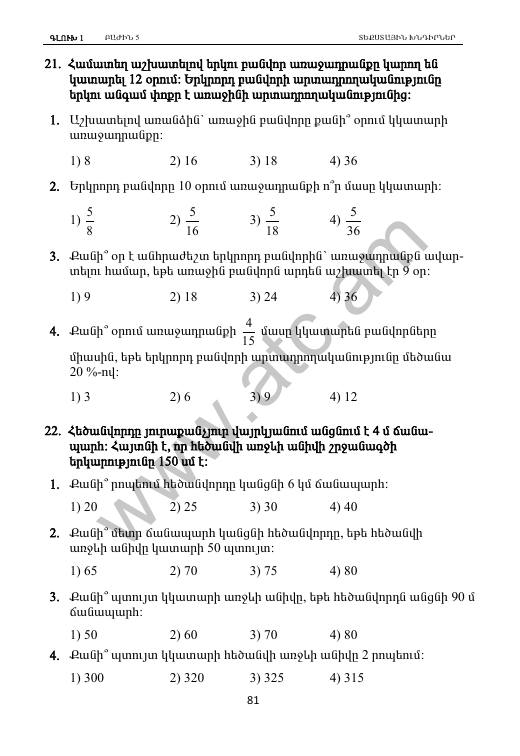 ԳԼՈՒԽ 1 ԲԱԺԻՆ 5 ՏԵՔՍՏԱՅԻՆ ԽՆԴԻՐՆԵՐ
21. Համատեղ աշխատելով երկու բանվոր առաջադրանքը կարող են
կատարել 12 օրում: Երկրորդ բանվորի արտադրողականությունը
երկու անգամ փոքր է առաջինի արտադրողականությունից:
1. Աշխատելով առանձին՝ առաջին բանվորը քանի՞ օրում կկատարի
առաջադրանքը:
1) 8 2) 16 3) 18 4) 36
2. Երկրորդ բանվորը 10 օրում առաջադրանքի ո՞ր մասը կկատարի:
1) 5/8 2) 5/16 3) 5/18 4) 5/36
3. Քանի՞ օր է անհրաժեշտ երկրորդ բանվորին՝ առաջադրանքն ավար-
տելու համար, եթե առաջին բանվորն արդեն աշխատել էր 9 օր:
1) 9 2) 18 3) 24 4) 36
4. Քանի՞ օրում առաջադրանքի 4/15 մասը կկատարեն բանվորները
միասին, եթե երկրորդ բանվորի արտադրողականությունը մեծանա
20 %-ով:
1) 3 2) 6 3) 9 4) 12
22. Հեծանվորդը յուրաքանչյուր վայրկյանում անցնում է 4 մ ճանա-
պարհ: Հայտնի է, որ հեծանվի առջևի անիվի շրջանագծի
երկարությունը 150 սմ է:
1. Քանի՞ րոպեում հեծանվորդը կանցնի 6 կմ ճանապարհ:
1) 20 2) 25 3) 30 4) 40
2. Քանի՞ մետր ճանապարհ կանցնի հեծանվորդը, եթե հեծանվի
առջևի անիվը կատարի 50 պտույտ:
1) 65 2) 70 3) 75 4) 80
3. Քանի՞ պտույտ կկատարի առջևի անիվը, եթե հեծանվորդն անցնի 90 մ
ճանապարհ:
1) 50 2) 60 3) 70 4) 80
4. Քանի՞ պտույտ կկատարի հեծանվի առջևի անիվը 2 րոպեում:
1) 300 2) 320 3) 325 4) 315
81
www.atc.am